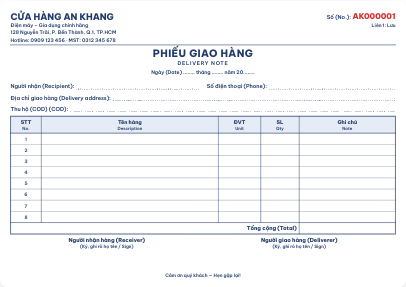 CỬA HÀNG AN KHANG
Điện máy – Gia dụng chính hãng
128 Nguyễn Trãi, P. Bến Thành, Q.1, TP.HCM
Hotline: 0909 123 456 · MST: 0312 345 678
Số (No.): AK000001
Liên 1: Lưu
PHIẾU GIAO HÀNG
DELIVERY NOTE
Ngày (Date) ........ tháng ........ năm 20........
Người nhận (Recipient): Số điện thoại (Phone):
Địa chỉ giao hàng (Delivery address):
Thu hộ (COD) (COD):
STT Tên hàng ĐVT SL Ghi chú
No. Description Unit Qty Note
1
2
3
4
5
6
7
8
Tổng cộng (Total)
Người nhận hàng (Receiver) Người giao hàng (Deliverer)
(Ký, ghi rõ họ tên / Sign) (Ký, ghi rõ họ tên / Sign)
Cảm ơn quý khách — Hẹn gặp lại!